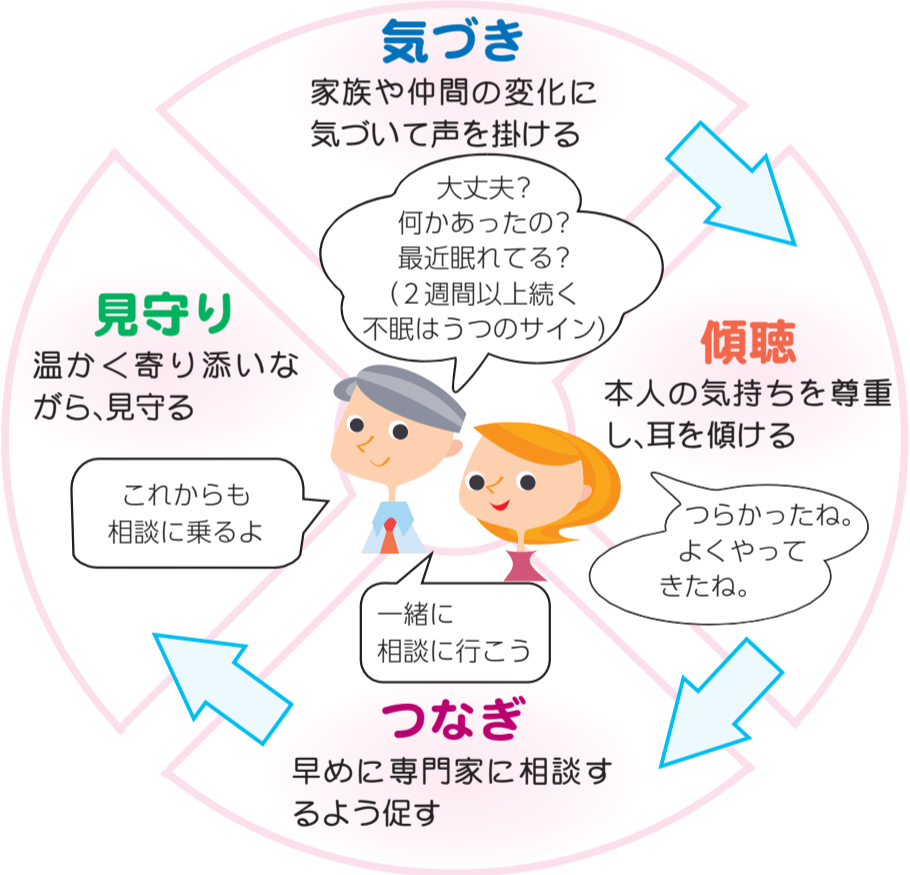 気づき
家族や仲間の変化に
気づいて声を掛ける
大丈夫?
何かあったの?
最近眠れてる?
(2週間以上続く
不眠はうつのサイン)
傾聴
本人の気持ちを尊重
し、耳を傾ける
つらかったね。
よくやって
きたね。
つなぎ
早めに専門家に相談す
るよう促す
一緒に
相談に行こう
見守り
温かく寄り添いな
がら、見守る
これからも
相談に乗るよ